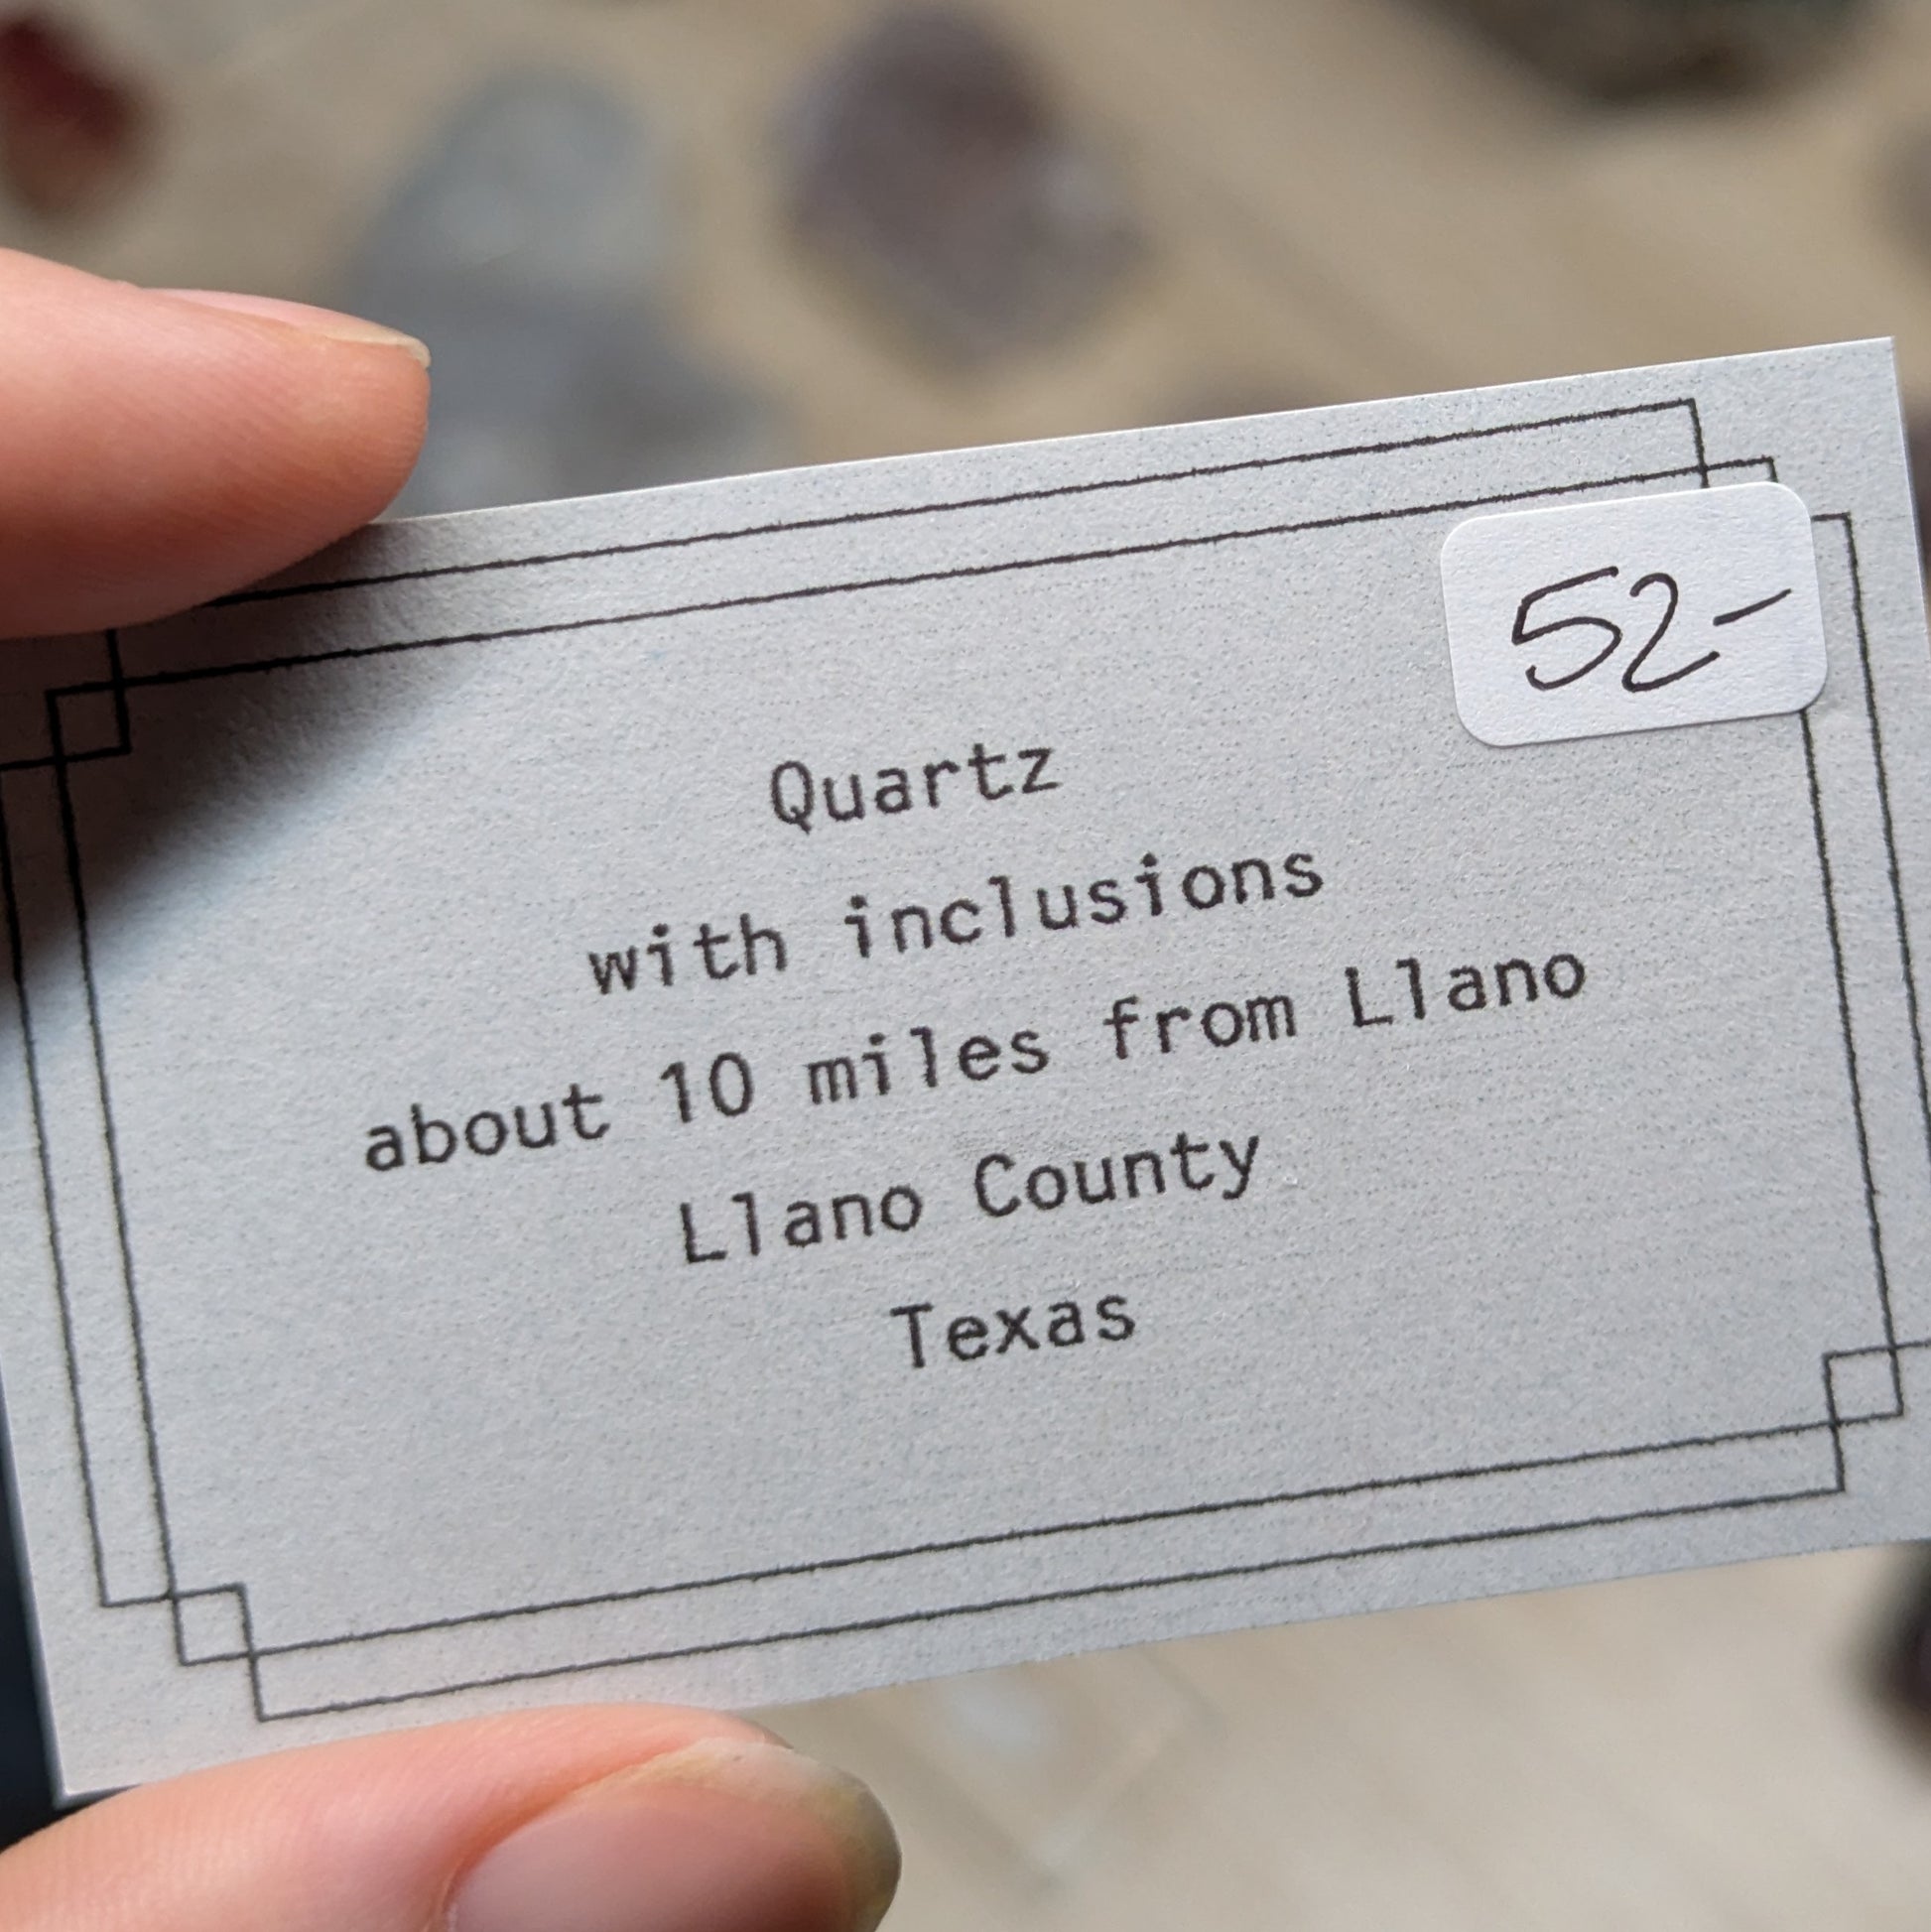 52-
Quartz
with inclusions
about 10 miles from Llano
Llano County
Texas